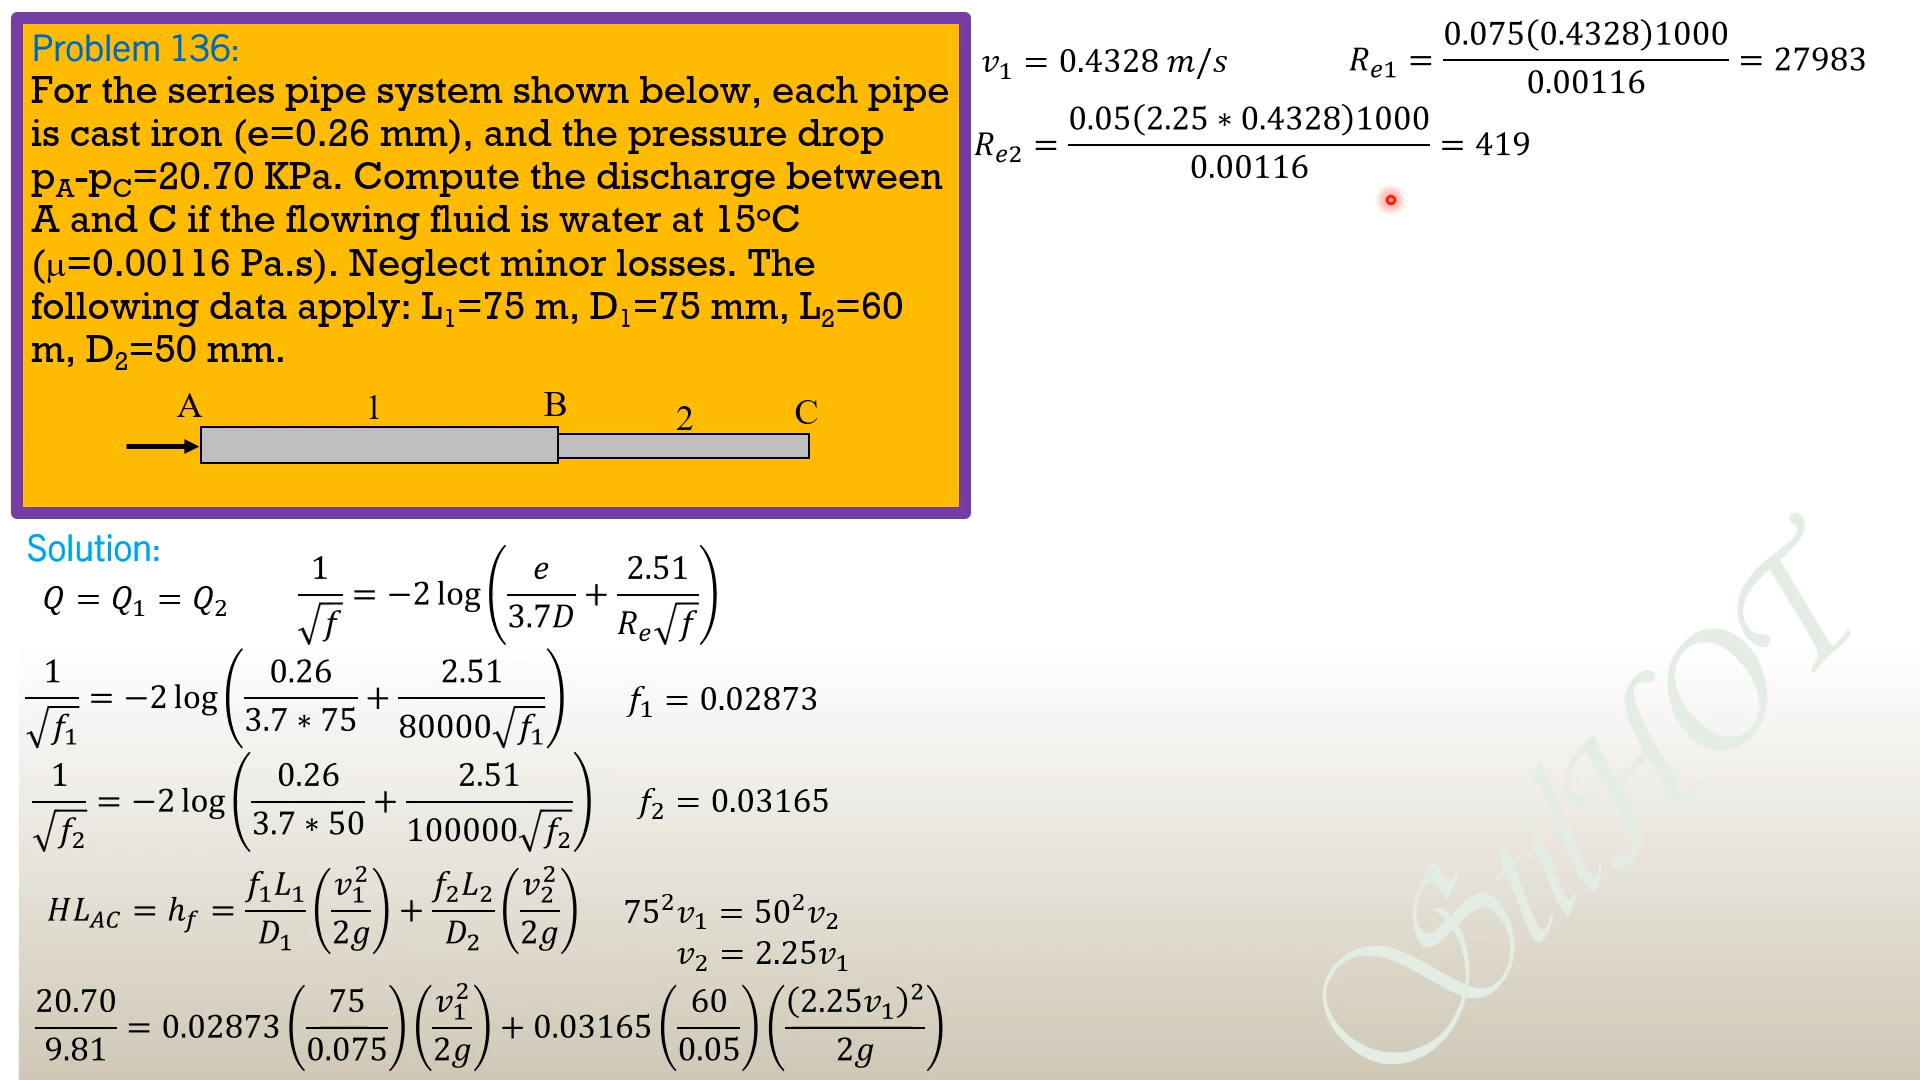 Problem 136:
For the series pipe system shown below, each pipe
is cast iron (e=0.26 mm), and the pressure drop
p_A-p_C=20.70 KPa. Compute the discharge between
A and C if the flowing fluid is water at 15°C
(μ=0.00116 Pa.s). Neglect minor losses. The
following data apply: L₁=75 m, D₁=75 mm, L₂=60
m, D₂=50 mm.
A 1 B 2 C
Solution:
Q = Q₁ = Q₂
1/√f = −2 log(e/3.7D + 2.51/(R_e√f))
1/√f₁ = −2 log(0.26/(3.7 * 75) + 2.51/(80000√f₁)) f₁ = 0.02873
1/√f₂ = −2 log(0.26/(3.7 * 50) + 2.51/(100000√f₂)) f₂ = 0.03165
HL_AC = h_f = f₁L₁/D₁ (v₁²/2g) + f₂L₂/D₂ (v₂²/2g) 75²v₁ = 50²v₂
v₂ = 2.25v₁
20.70/9.81 = 0.02873(75/0.075)(v₁²/2g) + 0.03165(60/0.05)((2.25v₁)²/2g)
v₁ = 0.4328 m/s R_e1 = 0.075(0.4328)1000/0.00116 = 27983
R_e2 = 0.05(2.25 * 0.4328)1000/0.00116 = 419